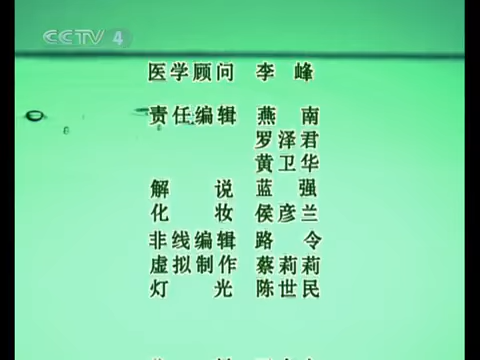 CCTV 4
医学顾问 李 峰
责任编辑 燕 南
罗泽君
黄卫华
解 说 蓝 强
化 妆 侯彦兰
非线编辑 路 令
虚拟制作 蔡莉莉
灯 光 陈世民